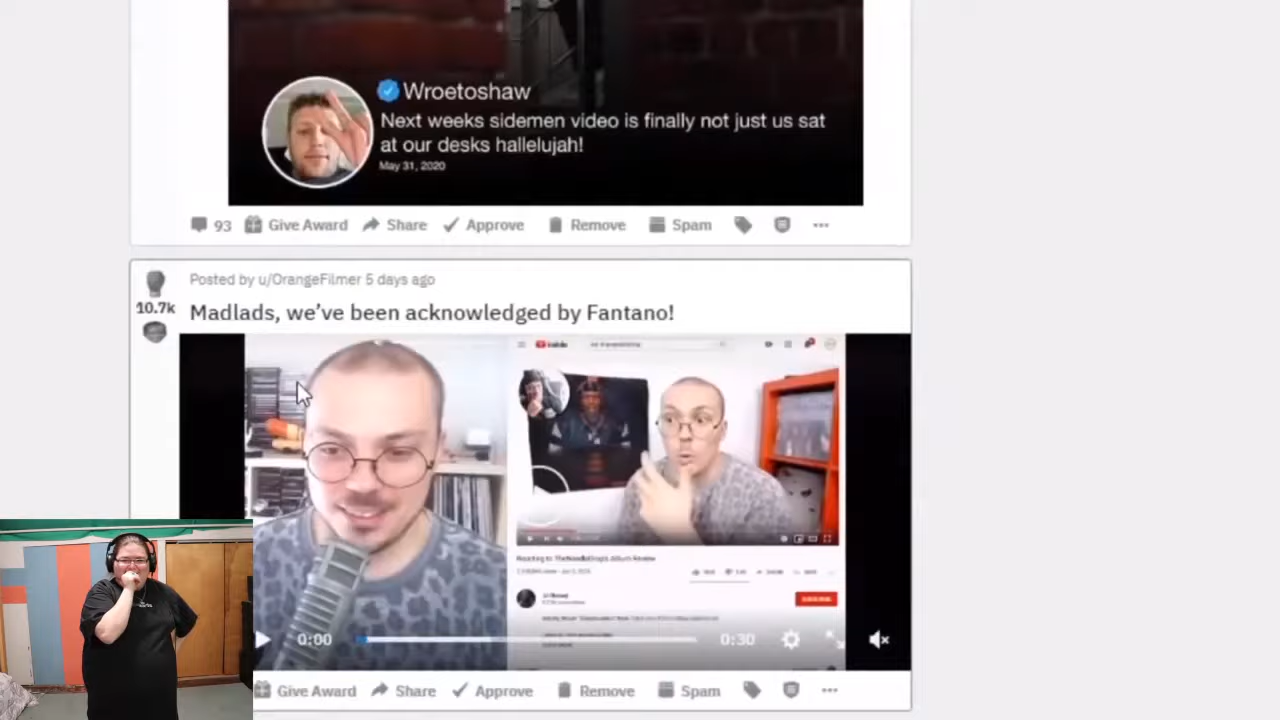 Wroetoshaw
Next weeks sidemen video is finally not just us sat
at our desks hallelujah!
May 31, 2020
93 Give Award Share Approve Remove Spam
Posted by u/OrangeFilmer 5 days ago
10.7k
Madlads, we've been acknowledged by Fantano!
0:00 0:30
Give Award Share Approve Remove Spam